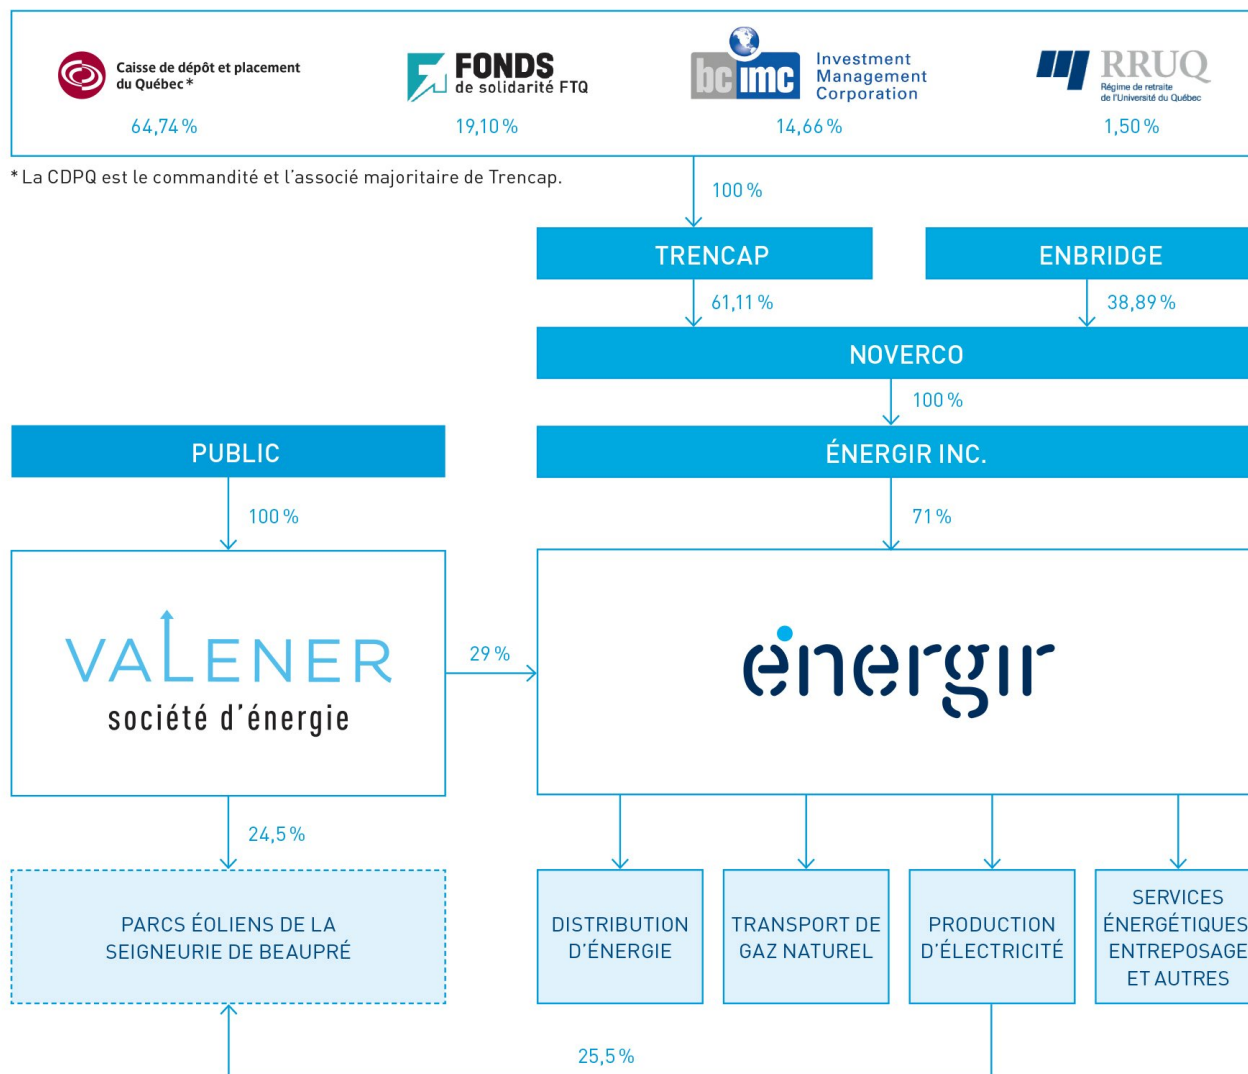 Caisse de dépôt et placement
du Québec *
64,74 %
FONDS
de solidarité FTQ
19,10 %
bc imc
Investment
Management
Corporation
14,66 %
RRUQ
Régime de retraite
de l'Université du Québec
1,50 %
* La CDPQ est le commandité et l'associé majoritaire de Trencap.
100 %
TRENCAP
ENBRIDGE
61,11 %
38,89 %
NOVERCO
100 %
PUBLIC
ÉNERGIR INC.
100 %
71 %
VALENER
société d'énergie
29 %
énergir
24,5 %
PARCS ÉOLIENS DE LA
SEIGNEURIE DE BEAUPRÉ
DISTRIBUTION
D'ÉNERGIE
TRANSPORT DE
GAZ NATUREL
PRODUCTION
D'ÉLECTRICITÉ
SERVICES
ÉNERGÉTIQUES
ENTREPOSAGE
ET AUTRES
25,5 %